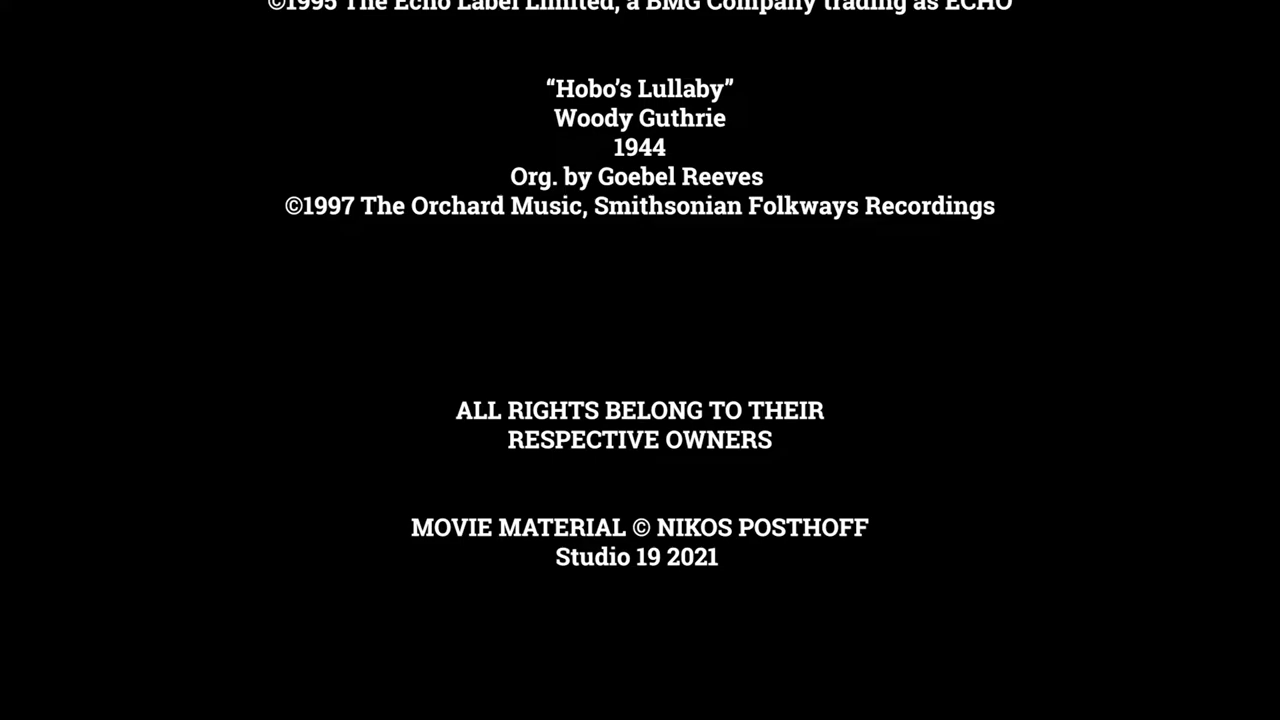 ©1995 The Echo Label Limited, a BMG Company trading as ECHO
“Hobo’s Lullaby”
Woody Guthrie
1944
Org. by Goebel Reeves
©1997 The Orchard Music, Smithsonian Folkways Recordings
ALL RIGHTS BELONG TO THEIR
RESPECTIVE OWNERS
MOVIE MATERIAL © NIKOS POSTHOFF
Studio 19 2021